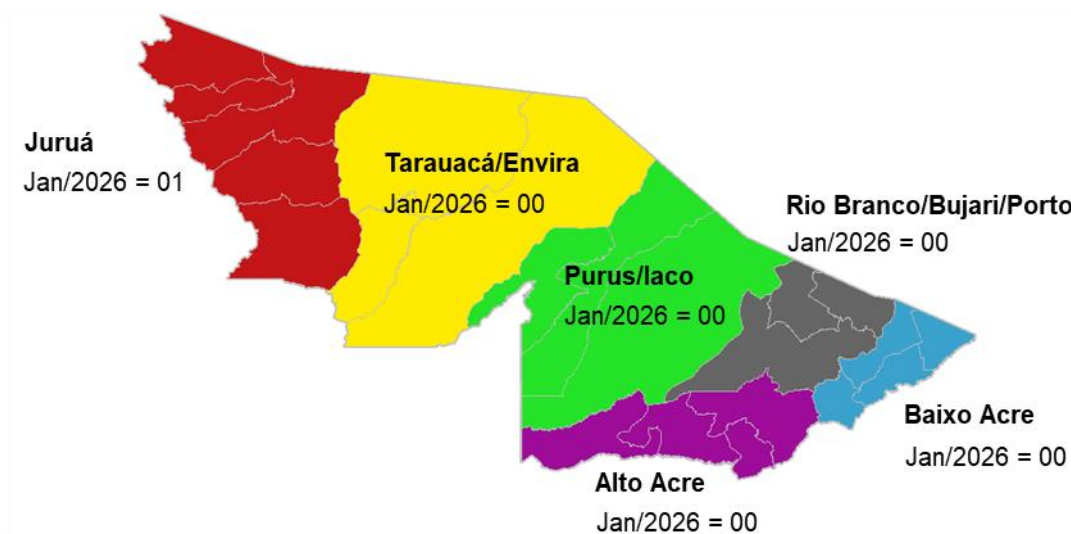 Juruá
Jan/2026 = 01
Tarauacá/Envira
Jan/2026 = 00
Rio Branco/Bujari/Porto
Jan/2026 = 00
Purus/Iaco
Jan/2026 = 00
Baixo Acre
Jan/2026 = 00
Alto Acre
Jan/2026 = 00